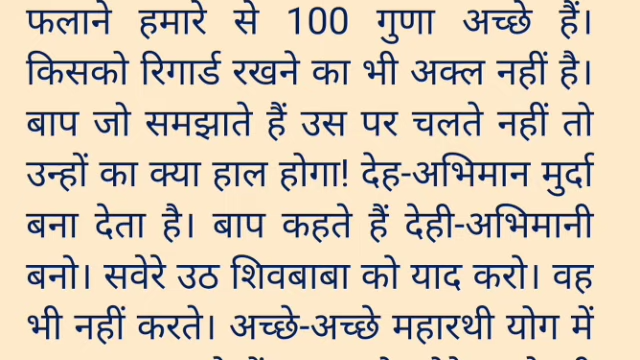 फलाने हमारे से 100 गुणा अच्छे हैं।
किसको रिगार्ड रखने का भी अक्ल नहीं है।
बाप जो समझाते हैं उस पर चलते नहीं तो
उन्हों का क्या हाल होगा! देह-अभिमान मुर्दा
बना देता है। बाप कहते हैं देही-अभिमानी
बनो। सवेरे उठ शिवबाबा को याद करो। वह
भी नहीं करते। अच्छे-अच्छे महारथी योग में